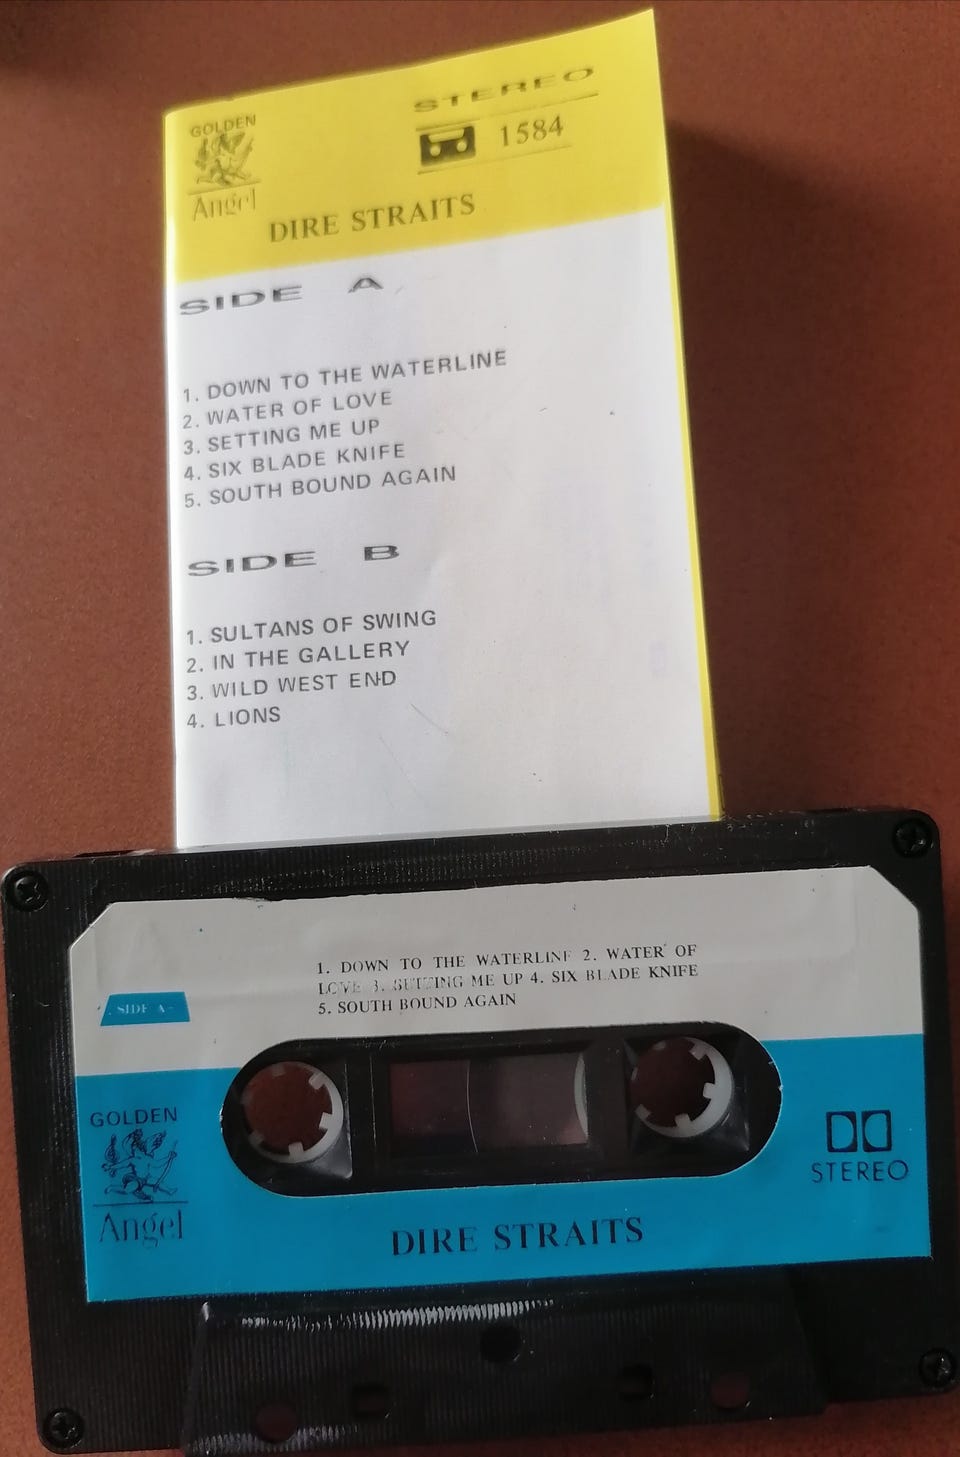 GOLDEN
Angel
STEREO
1584
DIRE STRAITS
SIDE A
1. DOWN TO THE WATERLINE
2. WATER OF LOVE
3. SETTING ME UP
4. SIX BLADE KNIFE
5. SOUTH BOUND AGAIN
SIDE B
1. SULTANS OF SWING
2. IN THE GALLERY
3. WILD WEST END
4. LIONS
1. DOWN TO THE WATERLINE 2. WATER OF
LOVE 3. SETTING ME UP 4. SIX BLADE KNIFE
5. SOUTH BOUND AGAIN
SIDE A
GOLDEN
Angel
STEREO
DIRE STRAITS